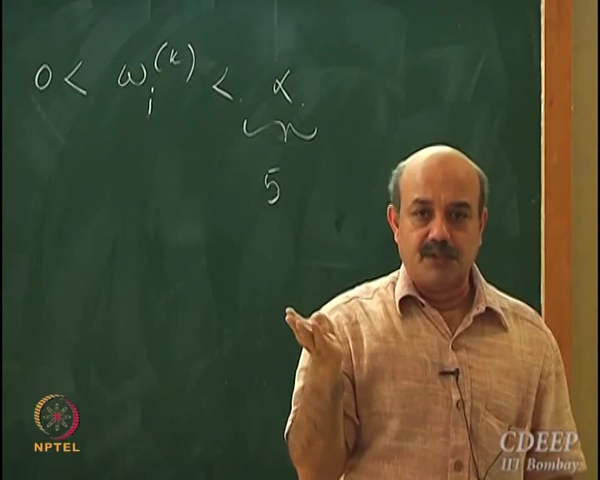 0 < ω_i^(k) < α
5
NPTEL
CDEEP
IIT Bombay